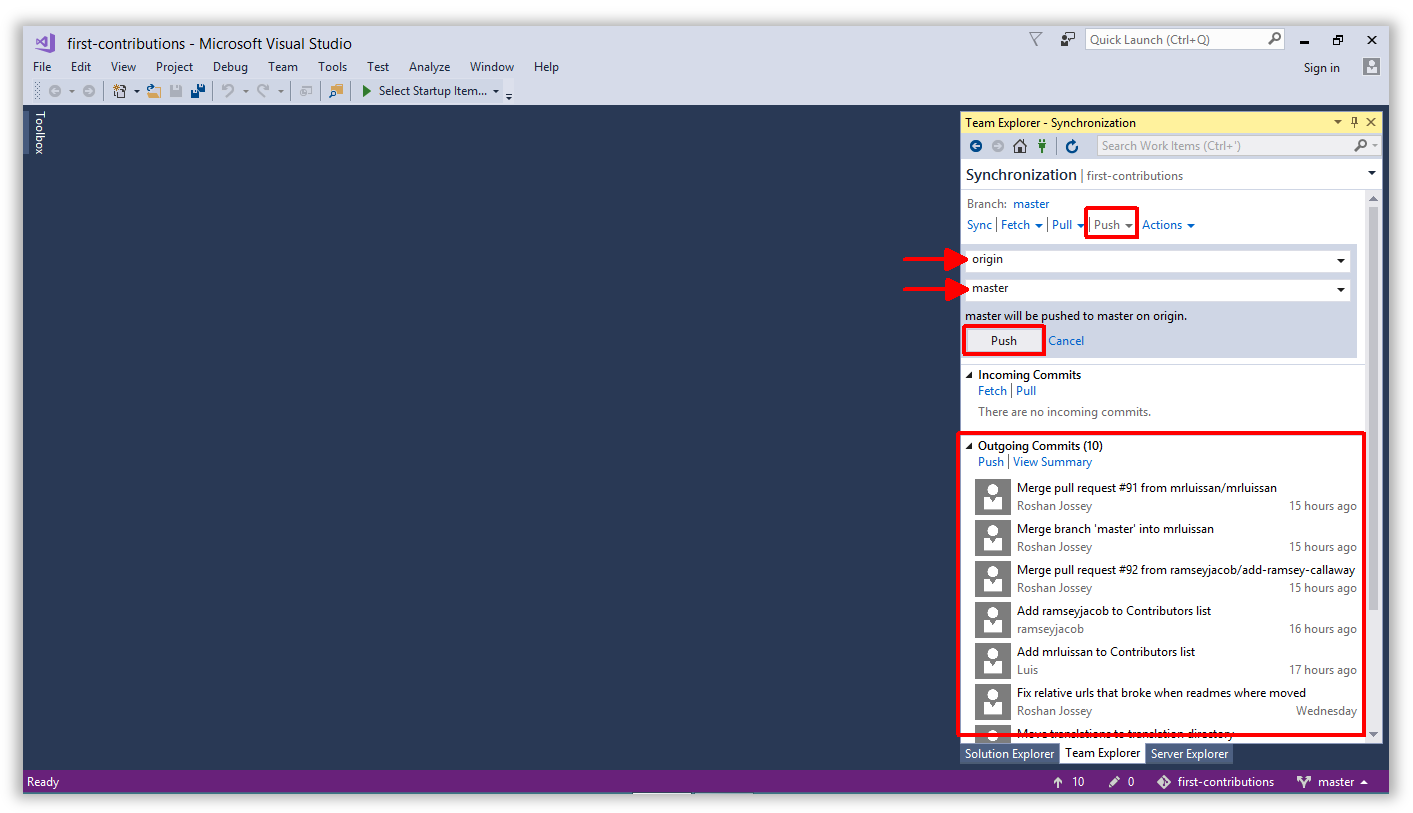 first-contributions - Microsoft Visual Studio
Quick Launch (Ctrl+Q)
File Edit View Project Debug Team Tools Test Analyze Window Help
Sign in
Select Startup Item...
Toolbox
Team Explorer - Synchronization
Search Work Items (Ctrl+')
Synchronization | first-contributions
Branch: master
Sync | Fetch | Pull | Push Actions
origin
master
master will be pushed to master on origin.
Push Cancel
Incoming Commits
Fetch | Pull
There are no incoming commits.
Outgoing Commits (10)
Push | View Summary
Merge pull request #91 from mrluissan/mrluissan
Roshan Jossey 15 hours ago
Merge branch 'master' into mrluissan
Roshan Jossey 15 hours ago
Merge pull request #92 from ramseyjacob/add-ramsey-callaway
Roshan Jossey 15 hours ago
Add ramseyjacob to Contributors list
ramseyjacob 16 hours ago
Add mrluissan to Contributors list
Luis 17 hours ago
Fix relative urls that broke when readmes where moved
Roshan Jossey Wednesday
Move translations to translation directory
Solution Explorer Team Explorer Server Explorer
Ready 10 0 first-contributions master